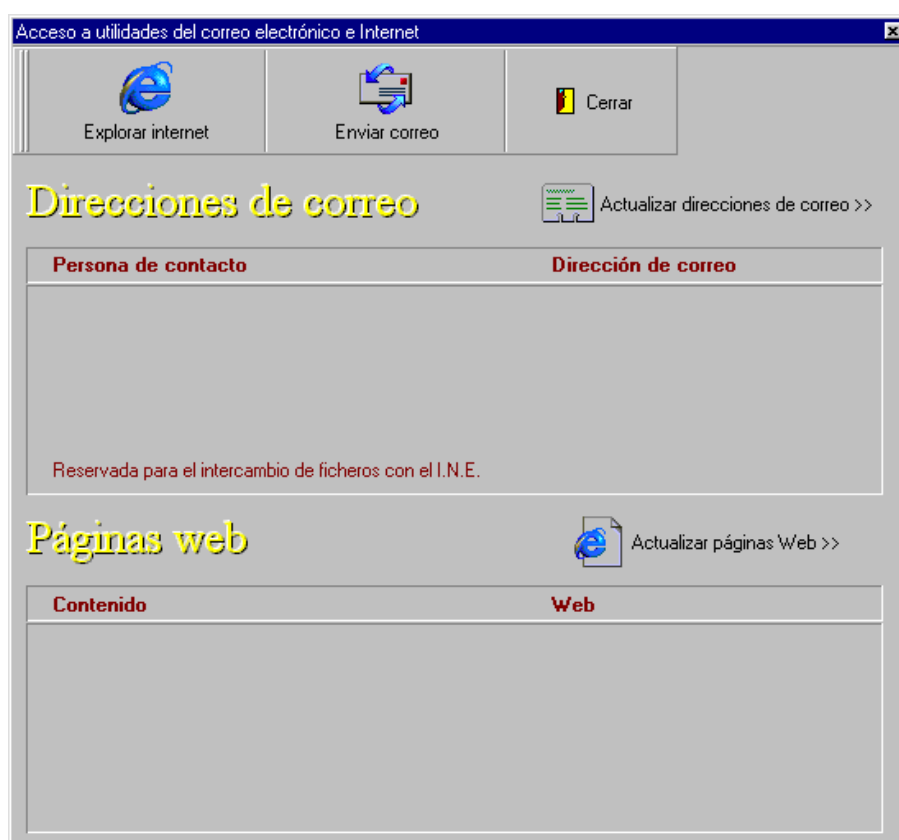 Acceso a utilidades del correo electrónico e Internet
Explorar internet Enviar correo Cerrar
Direcciones de correo Actualizar direcciones de correo >>
Persona de contacto Dirección de correo
Reservada para el intercambio de ficheros con el I.N.E.
Páginas web Actualizar páginas Web >>
Contenido Web